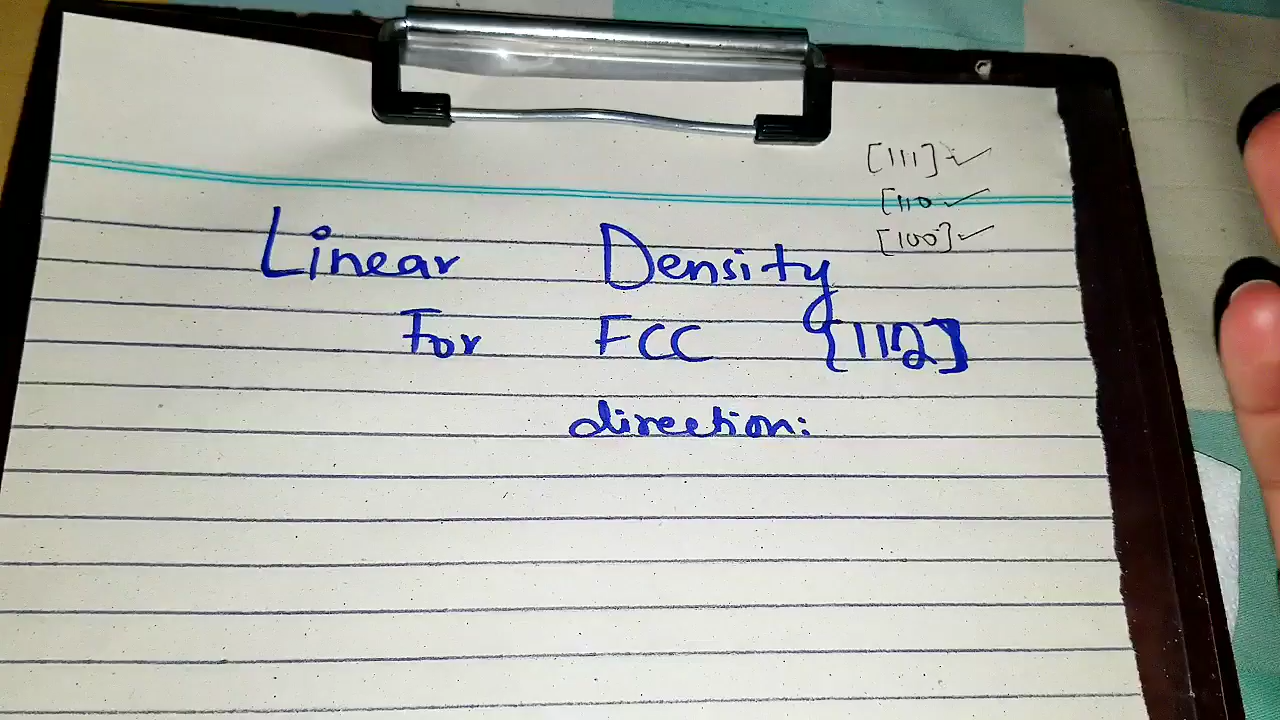 [111] ✓
[110 ✓
[100] ✓
Linear Density
For FCC [112]
direction: